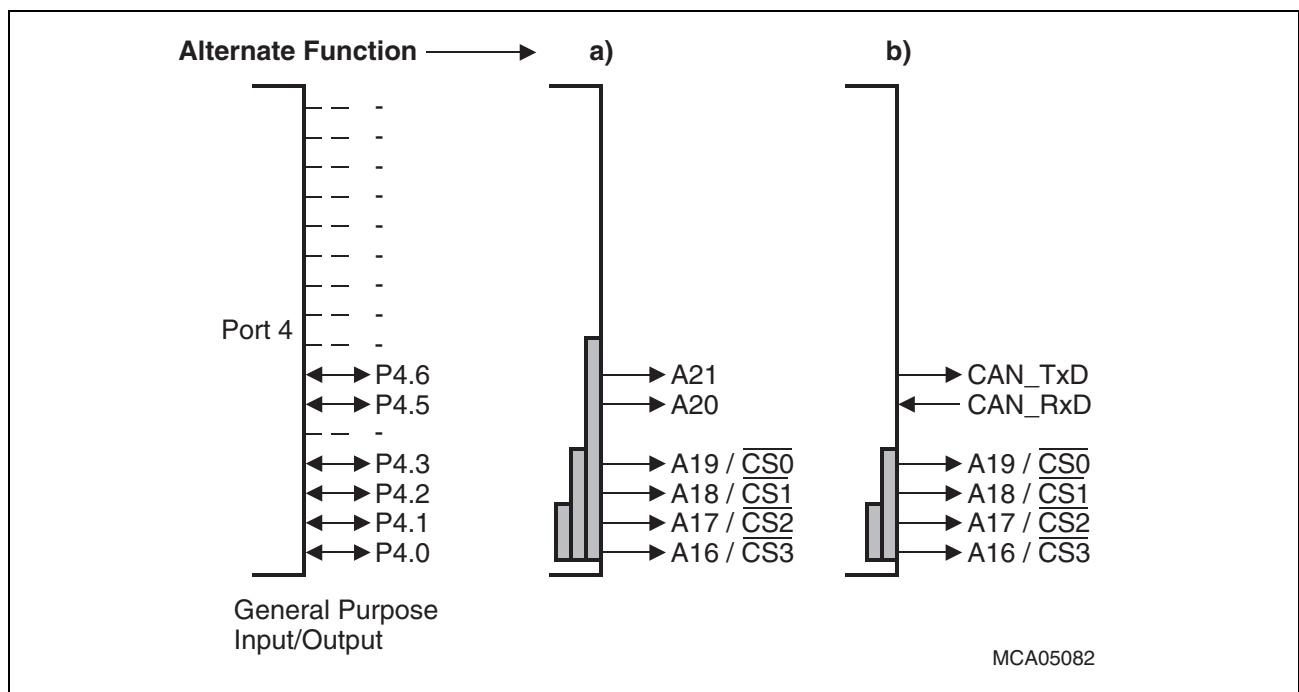 Alternate Function a) b)
-
-
-
-
-
-
-
-
Port 4
-
P4.6 A21 CAN_TxD
P4.5 A20 CAN_RxD
-
P4.3 A19 / CS0 A19 / CS0
P4.2 A18 / CS1 A18 / CS1
P4.1 A17 / CS2 A17 / CS2
P4.0 A16 / CS3 A16 / CS3
General Purpose
Input/Output
MCA05082